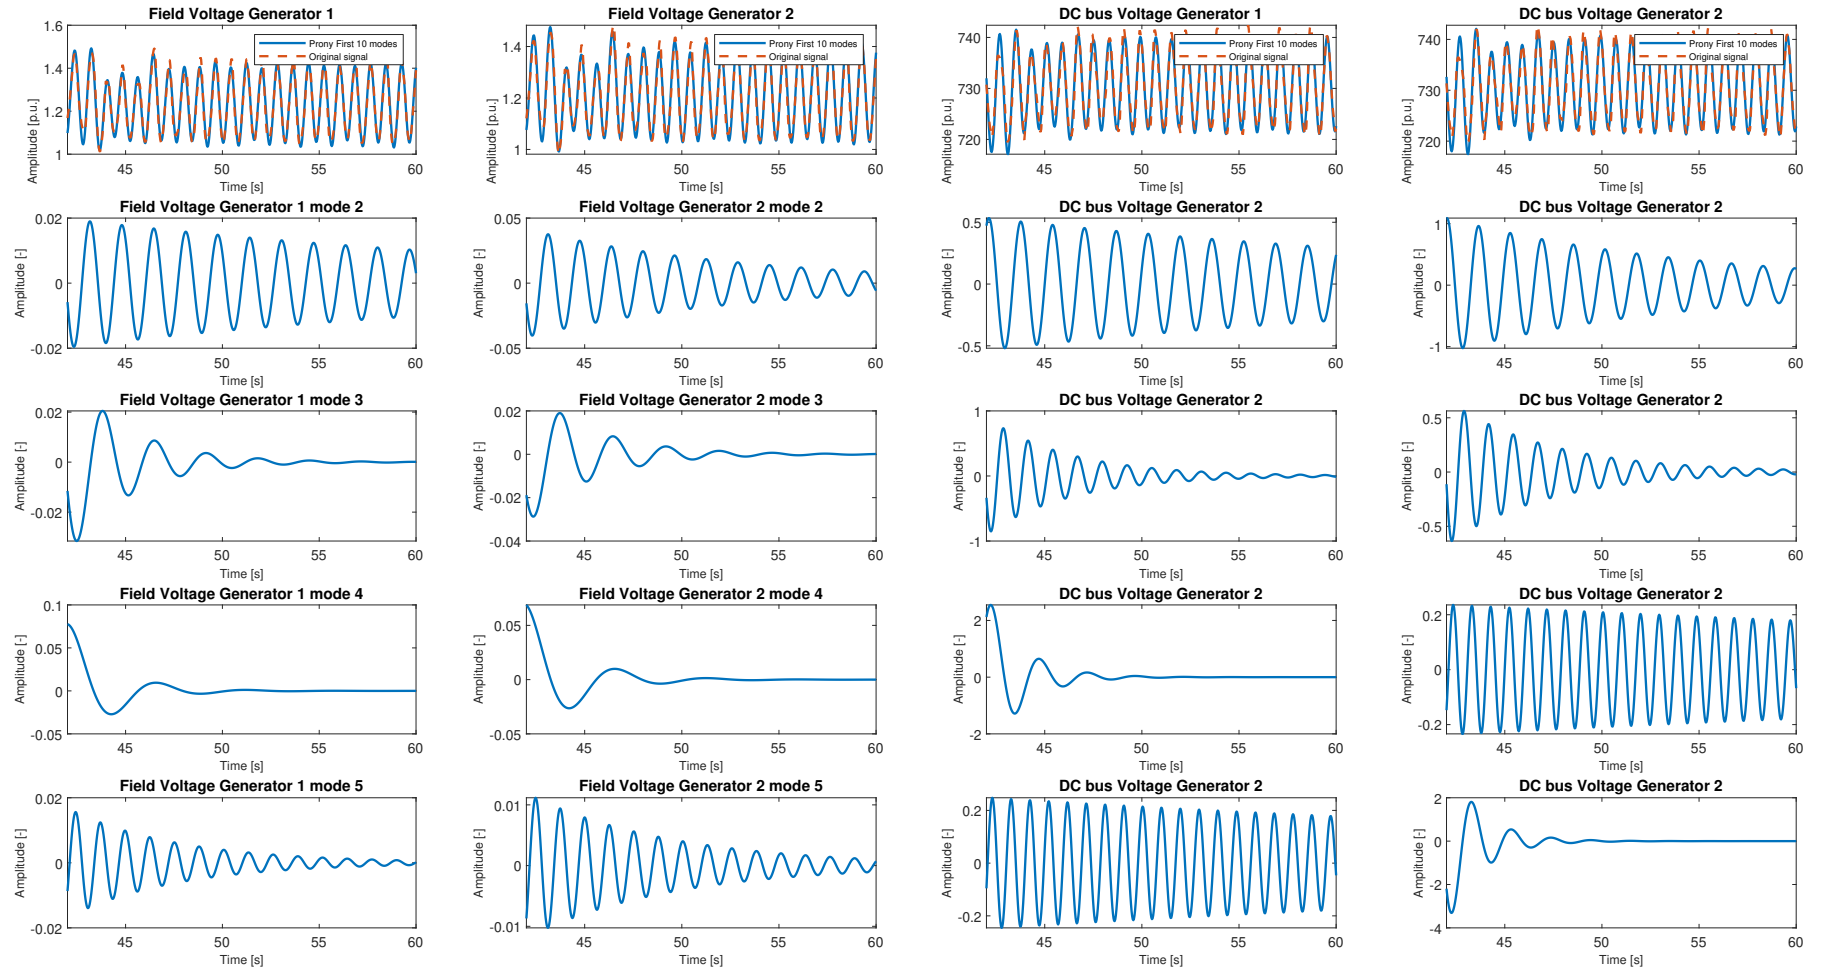 Field Voltage Generator 1
1.6
1.4
1.2
1
Amplitude [p.u.]
Prony First 10 modes
Original signal
45 50 55 60
Time [s]
Field Voltage Generator 2
1.4
1.2
1
Amplitude [p.u.]
Prony First 10 modes
Original signal
45 50 55 60
Time [s]
DC bus Voltage Generator 1
740
730
720
Amplitude [p.u.]
Prony First 10 modes
Original signal
45 50 55 60
Time [s]
DC bus Voltage Generator 2
740
730
720
Amplitude [p.u.]
Prony First 10 modes
Original signal
45 50 55 60
Time [s]
Field Voltage Generator 1 mode 2
0.02
0
-0.02
Amplitude [-]
45 50 55 60
Time [s]
Field Voltage Generator 2 mode 2
0.05
0
-0.05
Amplitude [-]
45 50 55 60
Time [s]
DC bus Voltage Generator 2
0.5
0
-0.5
Amplitude [-]
45 50 55 60
Time [s]
DC bus Voltage Generator 2
1
0
-1
Amplitude [-]
45 50 55 60
Time [s]
Field Voltage Generator 1 mode 3
0.02
0
-0.02
Amplitude [-]
45 50 55 60
Time [s]
Field Voltage Generator 2 mode 3
0.02
0
-0.02
-0.04
Amplitude [-]
45 50 55 60
Time [s]
DC bus Voltage Generator 2
1
0
-1
Amplitude [-]
45 50 55 60
Time [s]
DC bus Voltage Generator 2
0.5
0
-0.5
Amplitude [-]
45 50 55 60
Time [s]
Field Voltage Generator 1 mode 4
0.1
0.05
0
-0.05
Amplitude [-]
45 50 55 60
Time [s]
Field Voltage Generator 2 mode 4
0.05
0
-0.05
Amplitude [-]
45 50 55 60
Time [s]
DC bus Voltage Generator 2
2
0
-2
Amplitude [-]
45 50 55 60
Time [s]
DC bus Voltage Generator 2
0.2
0
-0.2
Amplitude [-]
45 50 55 60
Time [s]
Field Voltage Generator 1 mode 5
0.02
0
-0.02
Amplitude [-]
45 50 55 60
Time [s]
Field Voltage Generator 2 mode 5
0.01
0
-0.01
Amplitude [-]
45 50 55 60
Time [s]
DC bus Voltage Generator 2
0.2
0
-0.2
Amplitude [-]
45 50 55 60
Time [s]
DC bus Voltage Generator 2
2
0
-2
-4
Amplitude [-]
45 50 55 60
Time [s]